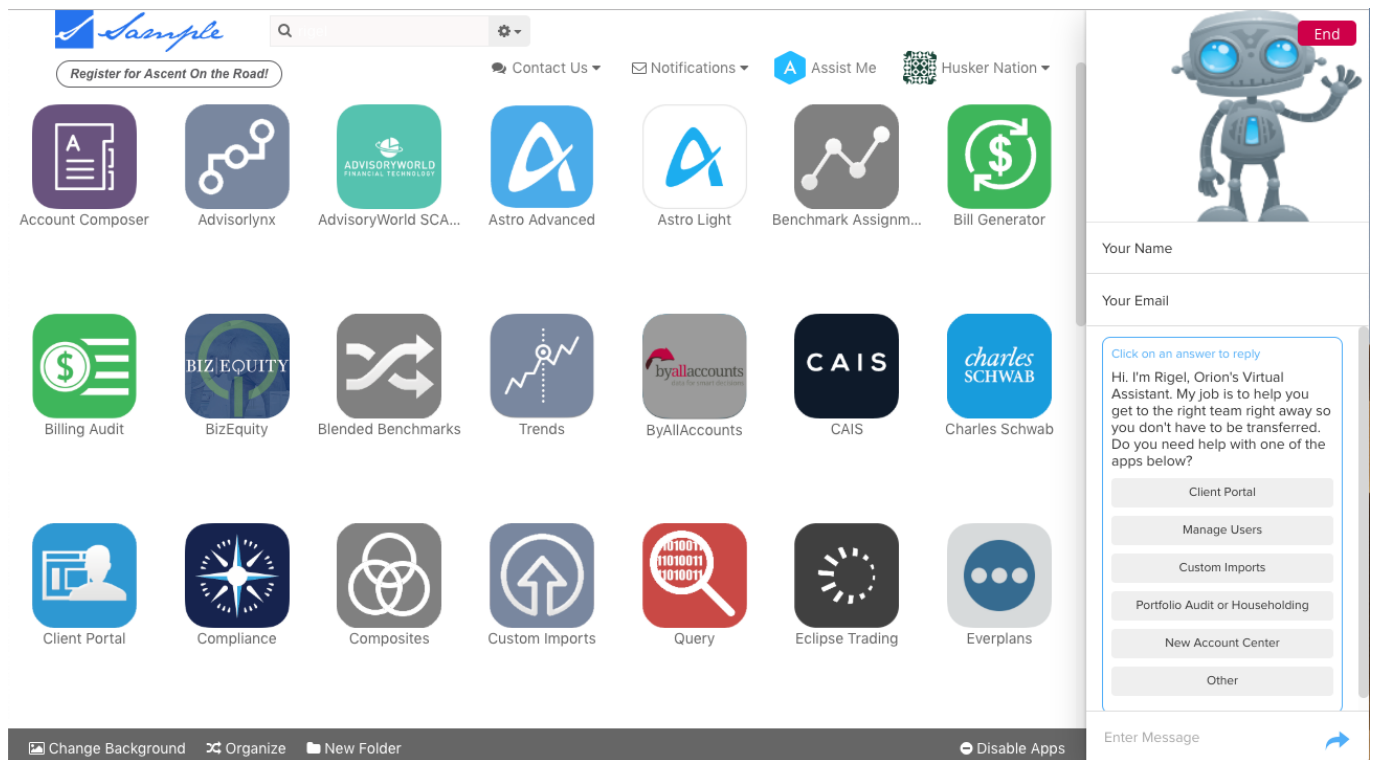 Sample
Register for Ascent On the Road!
Contact Us
Notifications
A
Assist Me
Husker Nation
End
A
ADVISORYWORLD
FINANCIAL TECHNOLOGY
$
Account Composer
Advisorlynx
AdvisoryWorld SCA...
Astro Advanced
Astro Light
Benchmark Assignm...
Bill Generator
Your Name
Your Email
$
BIZ EQUITY
byallaccounts
data for smart decisions
CAIS
charles
SCHWAB
Billing Audit
BizEquity
Blended Benchmarks
Trends
ByAllAccounts
CAIS
Charles Schwab
Click on an answer to reply
Hi. I'm Rigel, Orion's Virtual
Assistant. My job is to help you
get to the right team right away so
you don't have to be transferred.
Do you need help with one of the
apps below?
Client Portal
Manage Users
Custom Imports
Portfolio Audit or Householding
New Account Center
Other
11010011
Client Portal
Compliance
Composites
Custom Imports
Query
Eclipse Trading
Everplans
Change Background
Organize
New Folder
Disable Apps
Enter Message